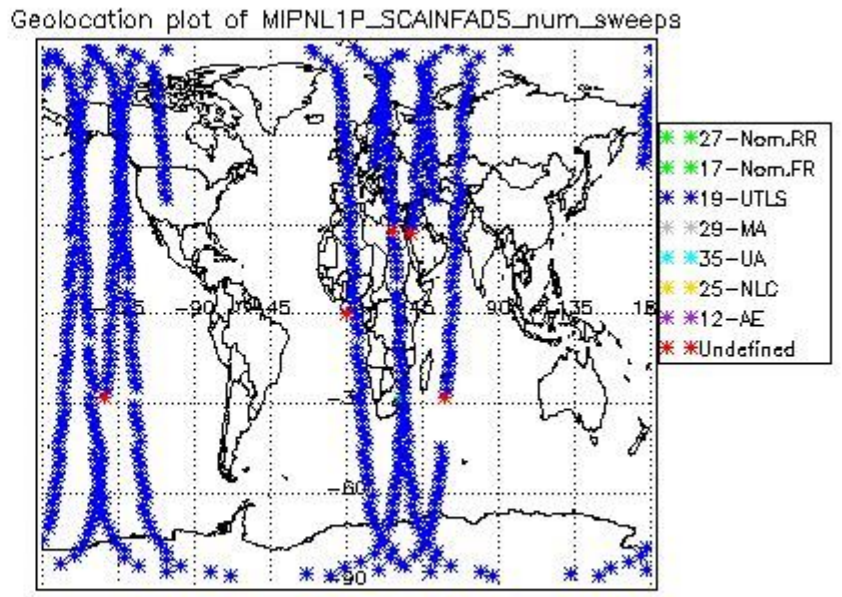 Geolocation plot of MIPNL1P_SCAINFADS_num_sweeps
27-Nom.RR
17-Nom.FR
19-UTLS
29-MA
35-UA
25-NLC
12-AE
Undefined
-90
-45
45
90
135
-60
-90